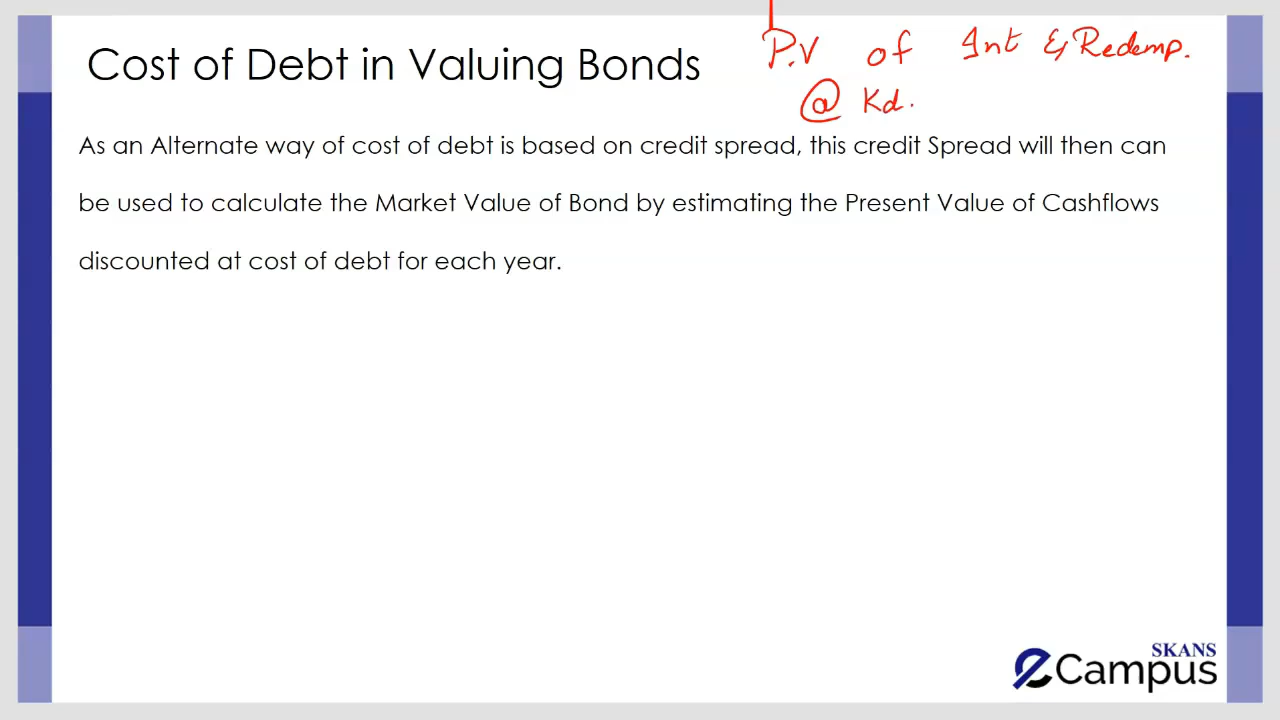 Cost of Debt in Valuing Bonds
P.V of Int & Redemp.
@ Kd.
As an Alternate way of cost of debt is based on credit spread, this credit Spread will then can
be used to calculate the Market Value of Bond by estimating the Present Value of Cashflows
discounted at cost of debt for each year.
SKANS
eCampus